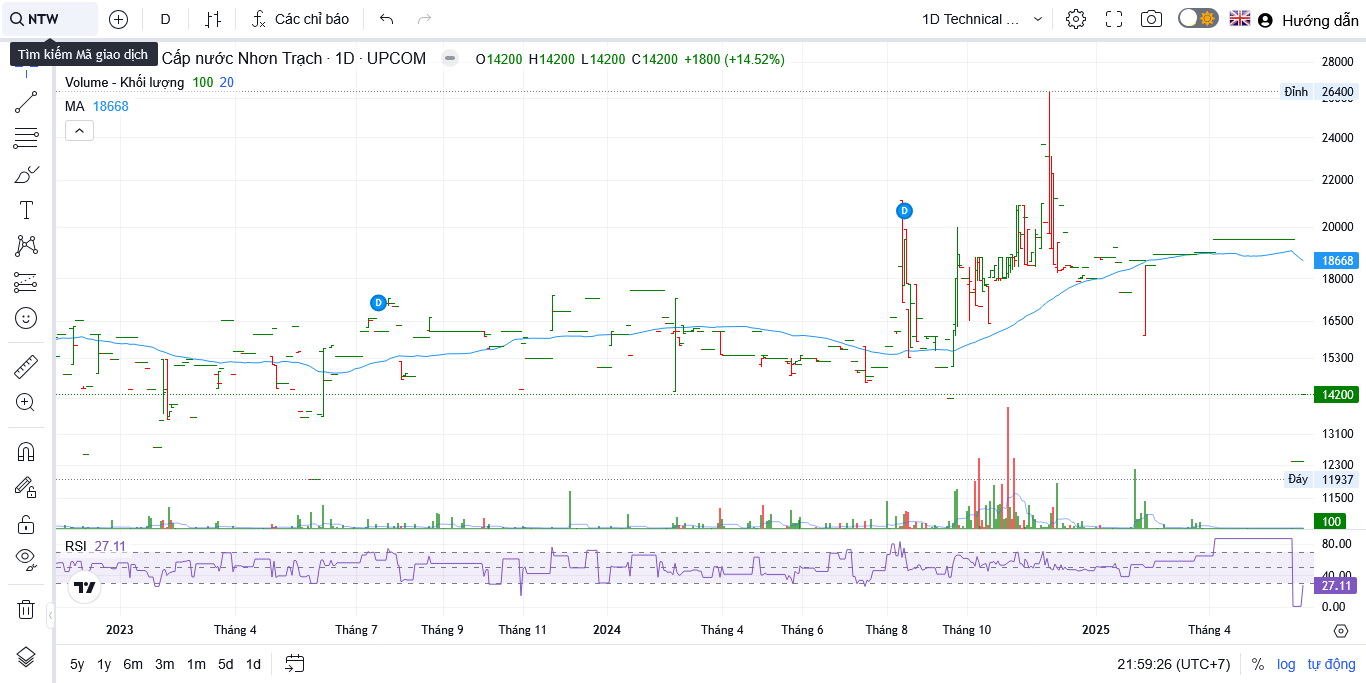 NTW
D
Các chỉ báo
1D Technical ...
Hướng dẫn
Tìm kiếm Mã giao dịch
Cấp nước Nhơn Trạch · 1D · UPCOM
O14200 H14200 L14200 C14200 +1800 (+14.52%)
Volume - Khối lượng 100 20
MA 18668
28000
Đỉnh 26400
24000
22000
D
20000
18668
18000
D
16500
15300
14200
13100
12300
Đáy 11937
11500
100
RSI 27.11
80.00
40.00
27.11
0.00
2023 Tháng 4 Tháng 7 Tháng 9 Tháng 11 2024 Tháng 4 Tháng 6 Tháng 8 Tháng 10 2025 Tháng 4
5y 1y 6m 3m 1m 5d 1d
21:59:26 (UTC+7) % log tự động